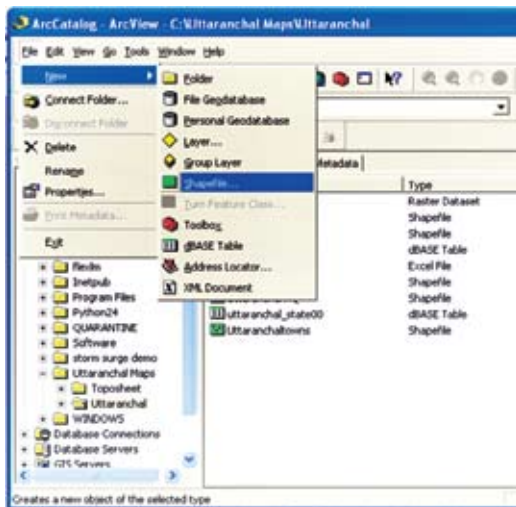 ArcCatalog - ArcView - C:\Uttaranchal Maps\Uttaranchal
File Edit View Go Tools Window Help
New
Connect Folder...
Disconnect Folder
Delete
Rename
Properties...
Print Metadata...
Exit
Folder
File Geodatabase
Personal Geodatabase
Layer...
Group Layer
Shapefile...
Turn Feature Class...
Toolbox
dBASE Table
Address Locator...
XML Document
Metadata
Type
Raster Dataset
Shapefile
Shapefile
dBASE Table
Excel File
Shapefile
Shapefile
uttaranchal_state00 dBASE Table
Uttaranchaltowns Shapefile
flexlm
Inetpub
Program Files
Python24
QUARANTINE
Software
storm surge demo
Uttaranchal Maps
Toposheet
Uttaranchal
WINDOWS
Database Connections
Database Servers
GIS Servers
Creates a new object of the selected type